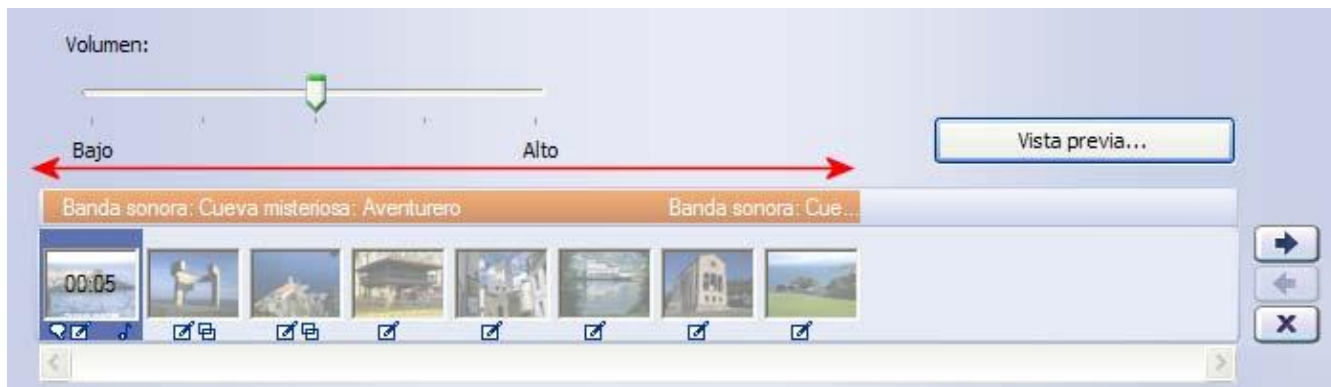 Volumen:
Bajo
Alto
Vista previa...
Banda sonora: Cueva misteriosa: Aventurero
Banda sonora: Cue...
00:05